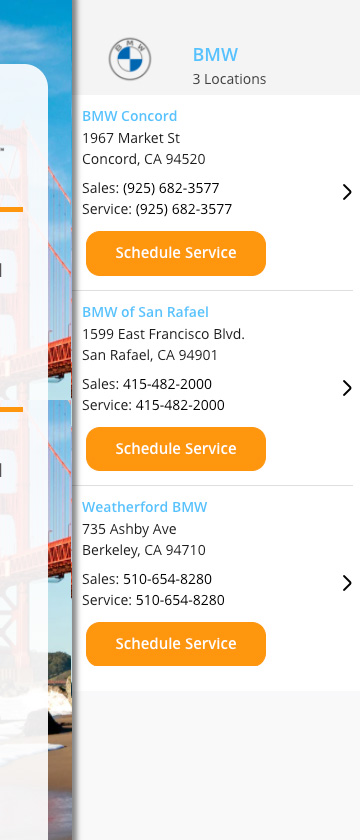 BMW
BMW
3 Locations
BMW Concord
1967 Market St
Concord, CA 94520
Sales: (925) 682-3577
Service: (925) 682-3577
Schedule Service
BMW of San Rafael
1599 East Francisco Blvd.
San Rafael, CA 94901
Sales: 415-482-2000
Service: 415-482-2000
Schedule Service
Weatherford BMW
735 Ashby Ave
Berkeley, CA 94710
Sales: 510-654-8280
Service: 510-654-8280
Schedule Service